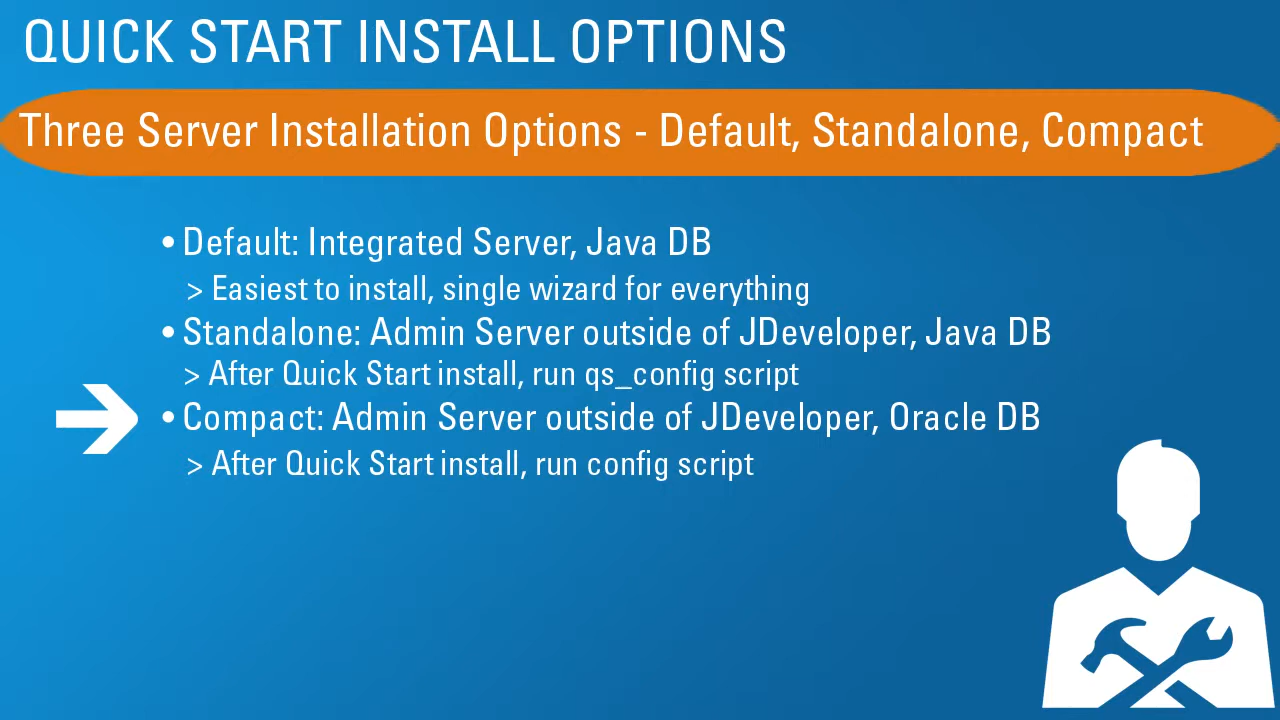 QUICK START INSTALL OPTIONS
Three Server Installation Options - Default, Standalone, Compact
• Default: Integrated Server, Java DB
> Easiest to install, single wizard for everything
• Standalone: Admin Server outside of JDeveloper, Java DB
> After Quick Start install, run qs_config script
• Compact: Admin Server outside of JDeveloper, Oracle DB
> After Quick Start install, run config script